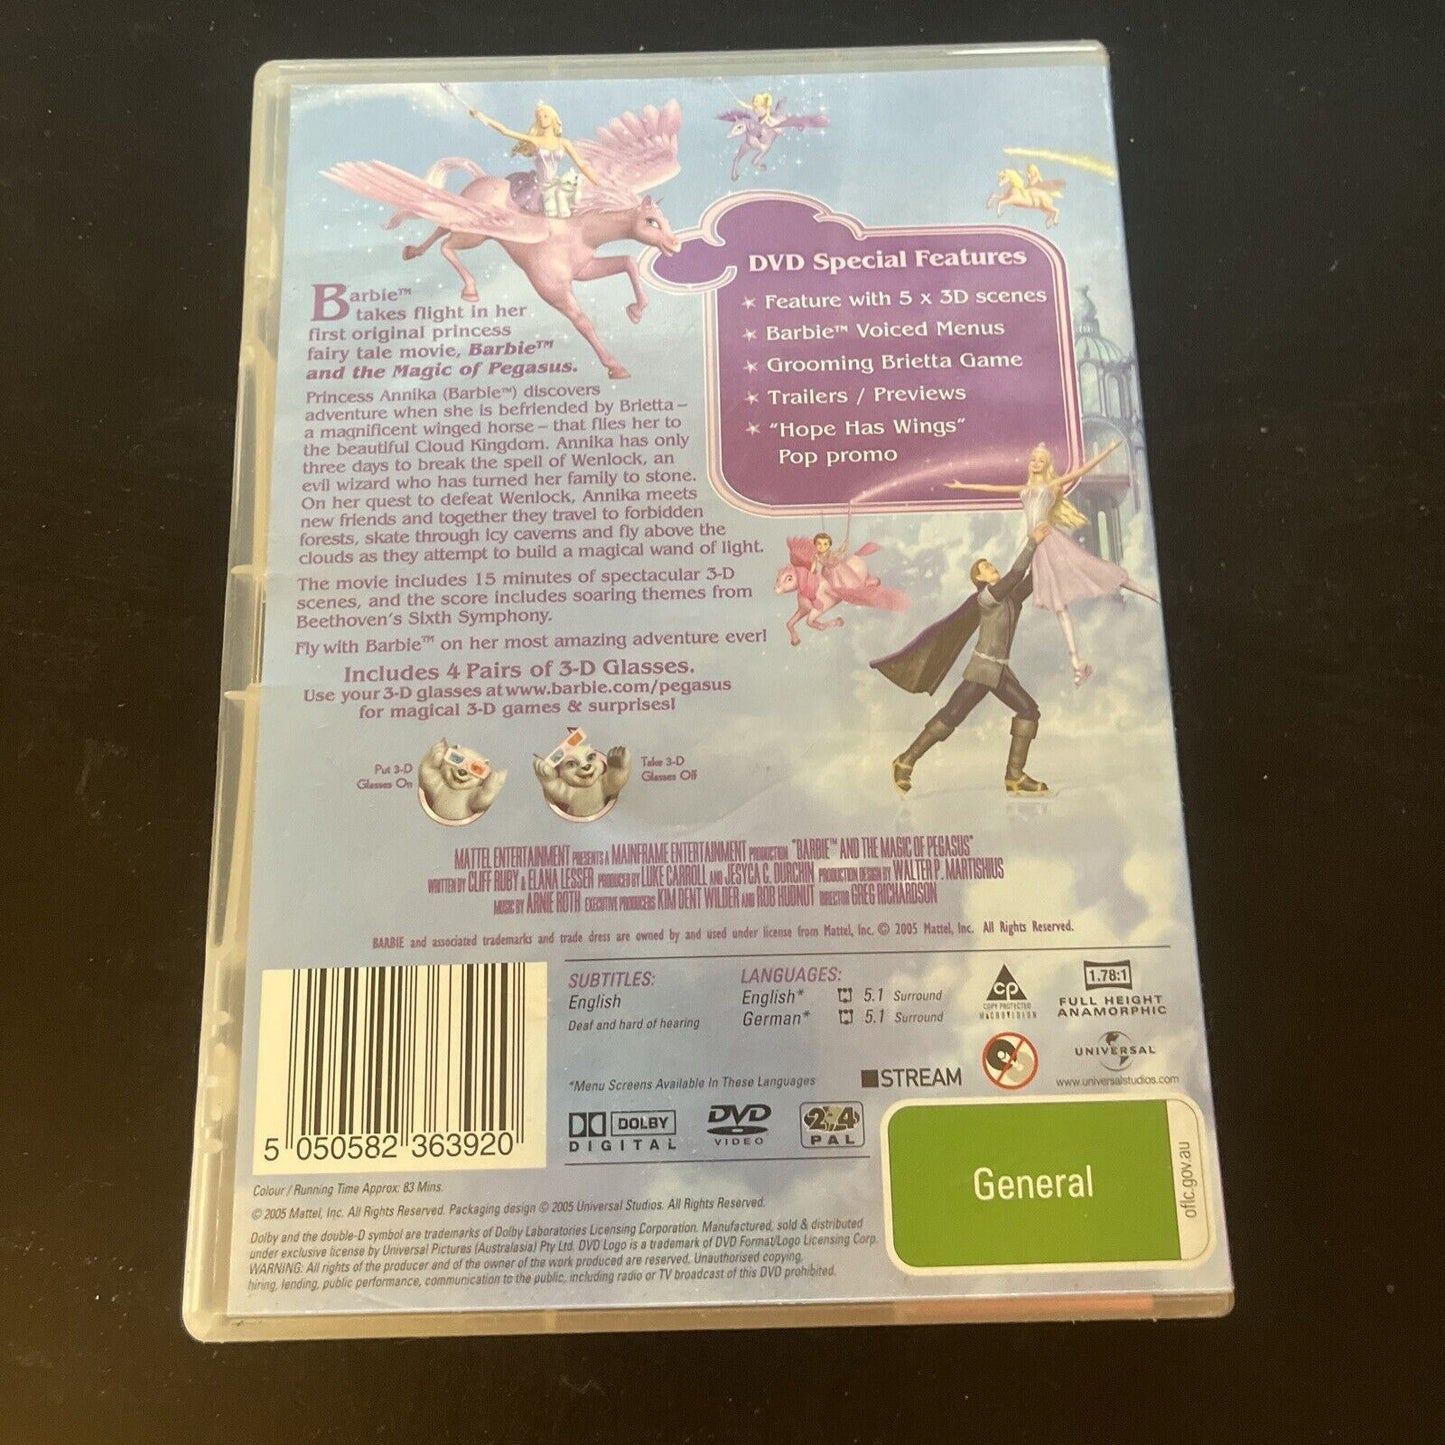 Barbie™
takes flight in her
first original princess
fairy tale movie, Barbie™
and the Magic of Pegasus.
Princess Annika (Barbie™) discovers
adventure when she is befriended by Brietta –
a magnificent winged horse – that flies her to
the beautiful Cloud Kingdom. Annika has only
three days to break the spell of Wenlock, an
evil wizard who has turned her family to stone.
On her quest to defeat Wenlock, Annika meets
new friends and together they travel to forbidden
forests, skate through icy caverns and fly above the
clouds as they attempt to build a magical wand of light.
The movie includes 15 minutes of spectacular 3-D
scenes, and the score includes soaring themes from
Beethoven's Sixth Symphony.
Fly with Barbie™ on her most amazing adventure ever!
Includes 4 Pairs of 3-D Glasses.
Use your 3-D glasses at www.barbie.com/pegasus
for magical 3-D games & surprises!
Put 3-D
Glasses On
Take 3-D
Glasses Off
DVD Special Features
Feature with 5 x 3D scenes
Barbie™ Voiced Menus
Grooming Brietta Game
Trailers / Previews
"Hope Has Wings"
Pop promo
MATTEL ENTERTAINMENT PRESENTS A MAINFRAME ENTERTAINMENT PRODUCTION "BARBIE™ AND THE MAGIC OF PEGASUS"
WRITTEN BY CLIFF RUBY & ELANA LESSER PRODUCED BY LUKE CARROLL AND JESYCA C. DURCHIN PRODUCTION DESIGN BY WALTER P. MARTISHIUS
MUSIC BY ARNIE ROTH EXECUTIVE PRODUCERS KIM DENT WILDER AND ROB HUDNUT DIRECTOR GREG RICHARDSON
BARBIE and associated trademarks and trade dress are owned by and used under license from Mattel, Inc. © 2005 Mattel, Inc. All Rights Reserved.
5 050582 363920
SUBTITLES:
English
Deaf and hard of hearing
LANGUAGES:
English* 5.1 Surround
German* 5.1 Surround
*Menu Screens Available In These Languages
CP
COPY PROTECTED
MACROVISION
1.78:1
FULL HEIGHT
ANAMORPHIC
STREAM
UNIVERSAL
www.universalstudios.com
DOLBY
DIGITAL
DVD
VIDEO
2 4
PAL
General
oflc.gov.au
Colour / Running Time Approx: 83 Mins.
© 2005 Mattel, Inc. All Rights Reserved. Packaging design © 2005 Universal Studios. All Rights Reserved.
Dolby and the double-D symbol are trademarks of Dolby Laboratories Licensing Corporation. Manufactured, sold & distributed
under exclusive license by Universal Pictures (Australasia) Pty Ltd. DVD Logo is a trademark of DVD Format/Logo Licensing Corp.
WARNING: All rights of the producer and of the owner of the work produced are reserved. Unauthorised copying,
hiring, lending, public performance, communication to the public, including radio or TV broadcast of this DVD prohibited.